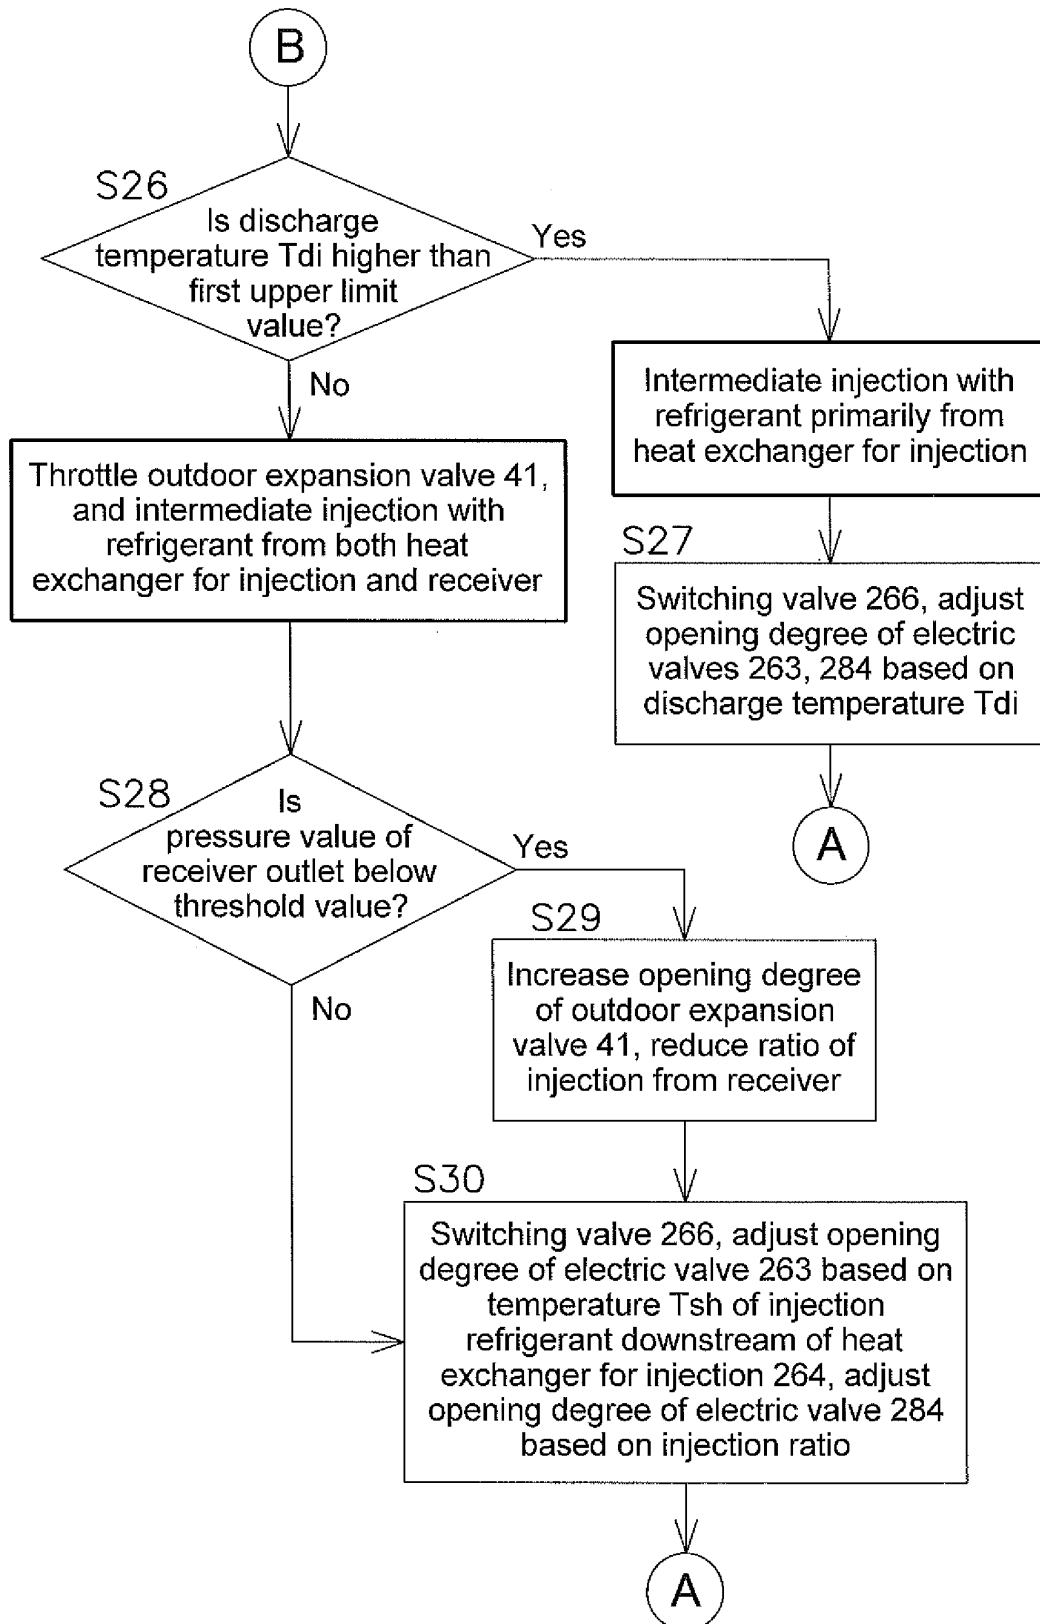 B
S26
Is discharge
temperature Tdi higher than
first upper limit
value?
Yes
No
Intermediate injection with
refrigerant primarily from
heat exchanger for injection
Throttle outdoor expansion valve 41,
and intermediate injection with
refrigerant from both heat
exchanger for injection and receiver
S27
Switching valve 266, adjust
opening degree of electric
valves 263, 284 based on
discharge temperature Tdi
A
S28
Is
pressure value of
receiver outlet below
threshold value?
Yes
No
S29
Increase opening degree
of outdoor expansion
valve 41, reduce ratio of
injection from receiver
S30
Switching valve 266, adjust opening
degree of electric valve 263 based on
temperature Tsh of injection
refrigerant downstream of heat
exchanger for injection 264, adjust
opening degree of electric valve 284
based on injection ratio
A